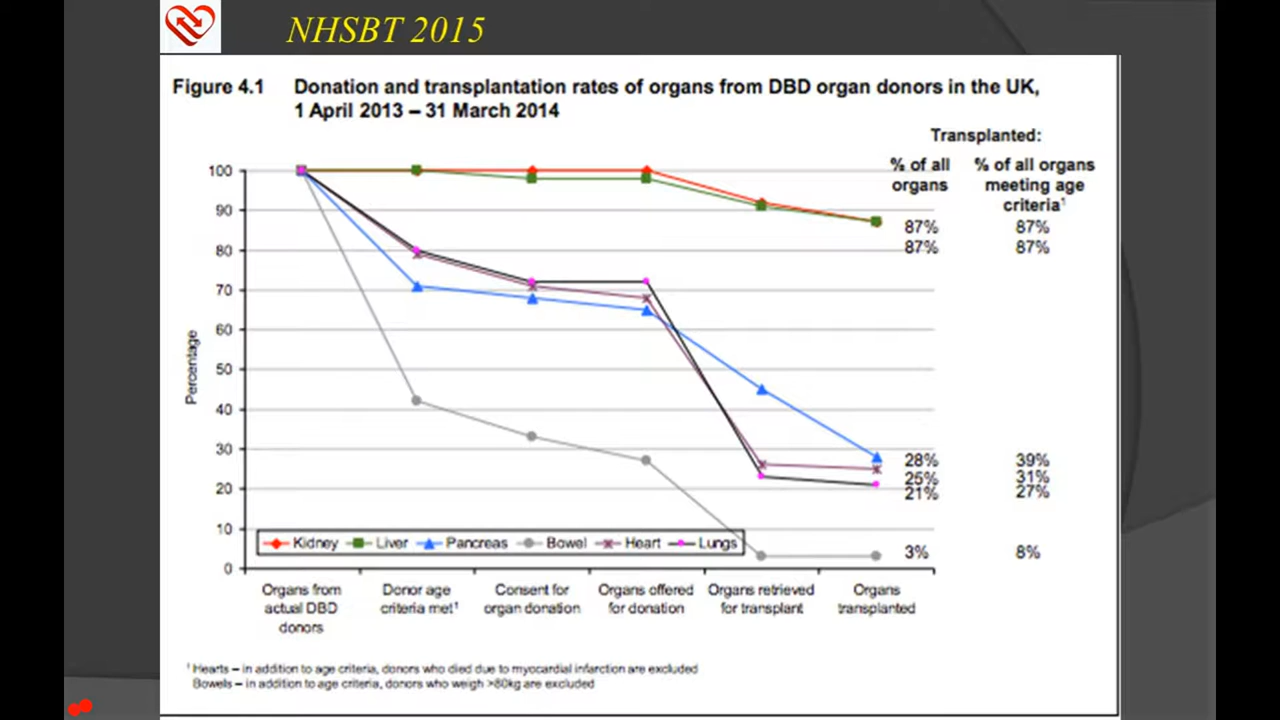 NHSBT 2015
Figure 4.1 Donation and transplantation rates of organs from DBD organ donors in the UK,
1 April 2013 – 31 March 2014
Transplanted:
% of all
organs
% of all organs
meeting age
criteria¹
100
90
80
70
60
50
40
30
20
10
0
Percentage
87% 87%
87% 87%
28% 39%
25% 31%
21% 27%
3% 8%
Kidney Liver Pancreas Bowel Heart Lungs
Organs from
actual DBD
donors
Donor age
criteria met¹
Consent for
organ donation
Organs offered
for donation
Organs retrieved
for transplant
Organs
transplanted
¹ Hearts – in addition to age criteria, donors who died due to myocardial infarction are excluded
Bowels – in addition to age criteria, donors who weigh >80kg are excluded